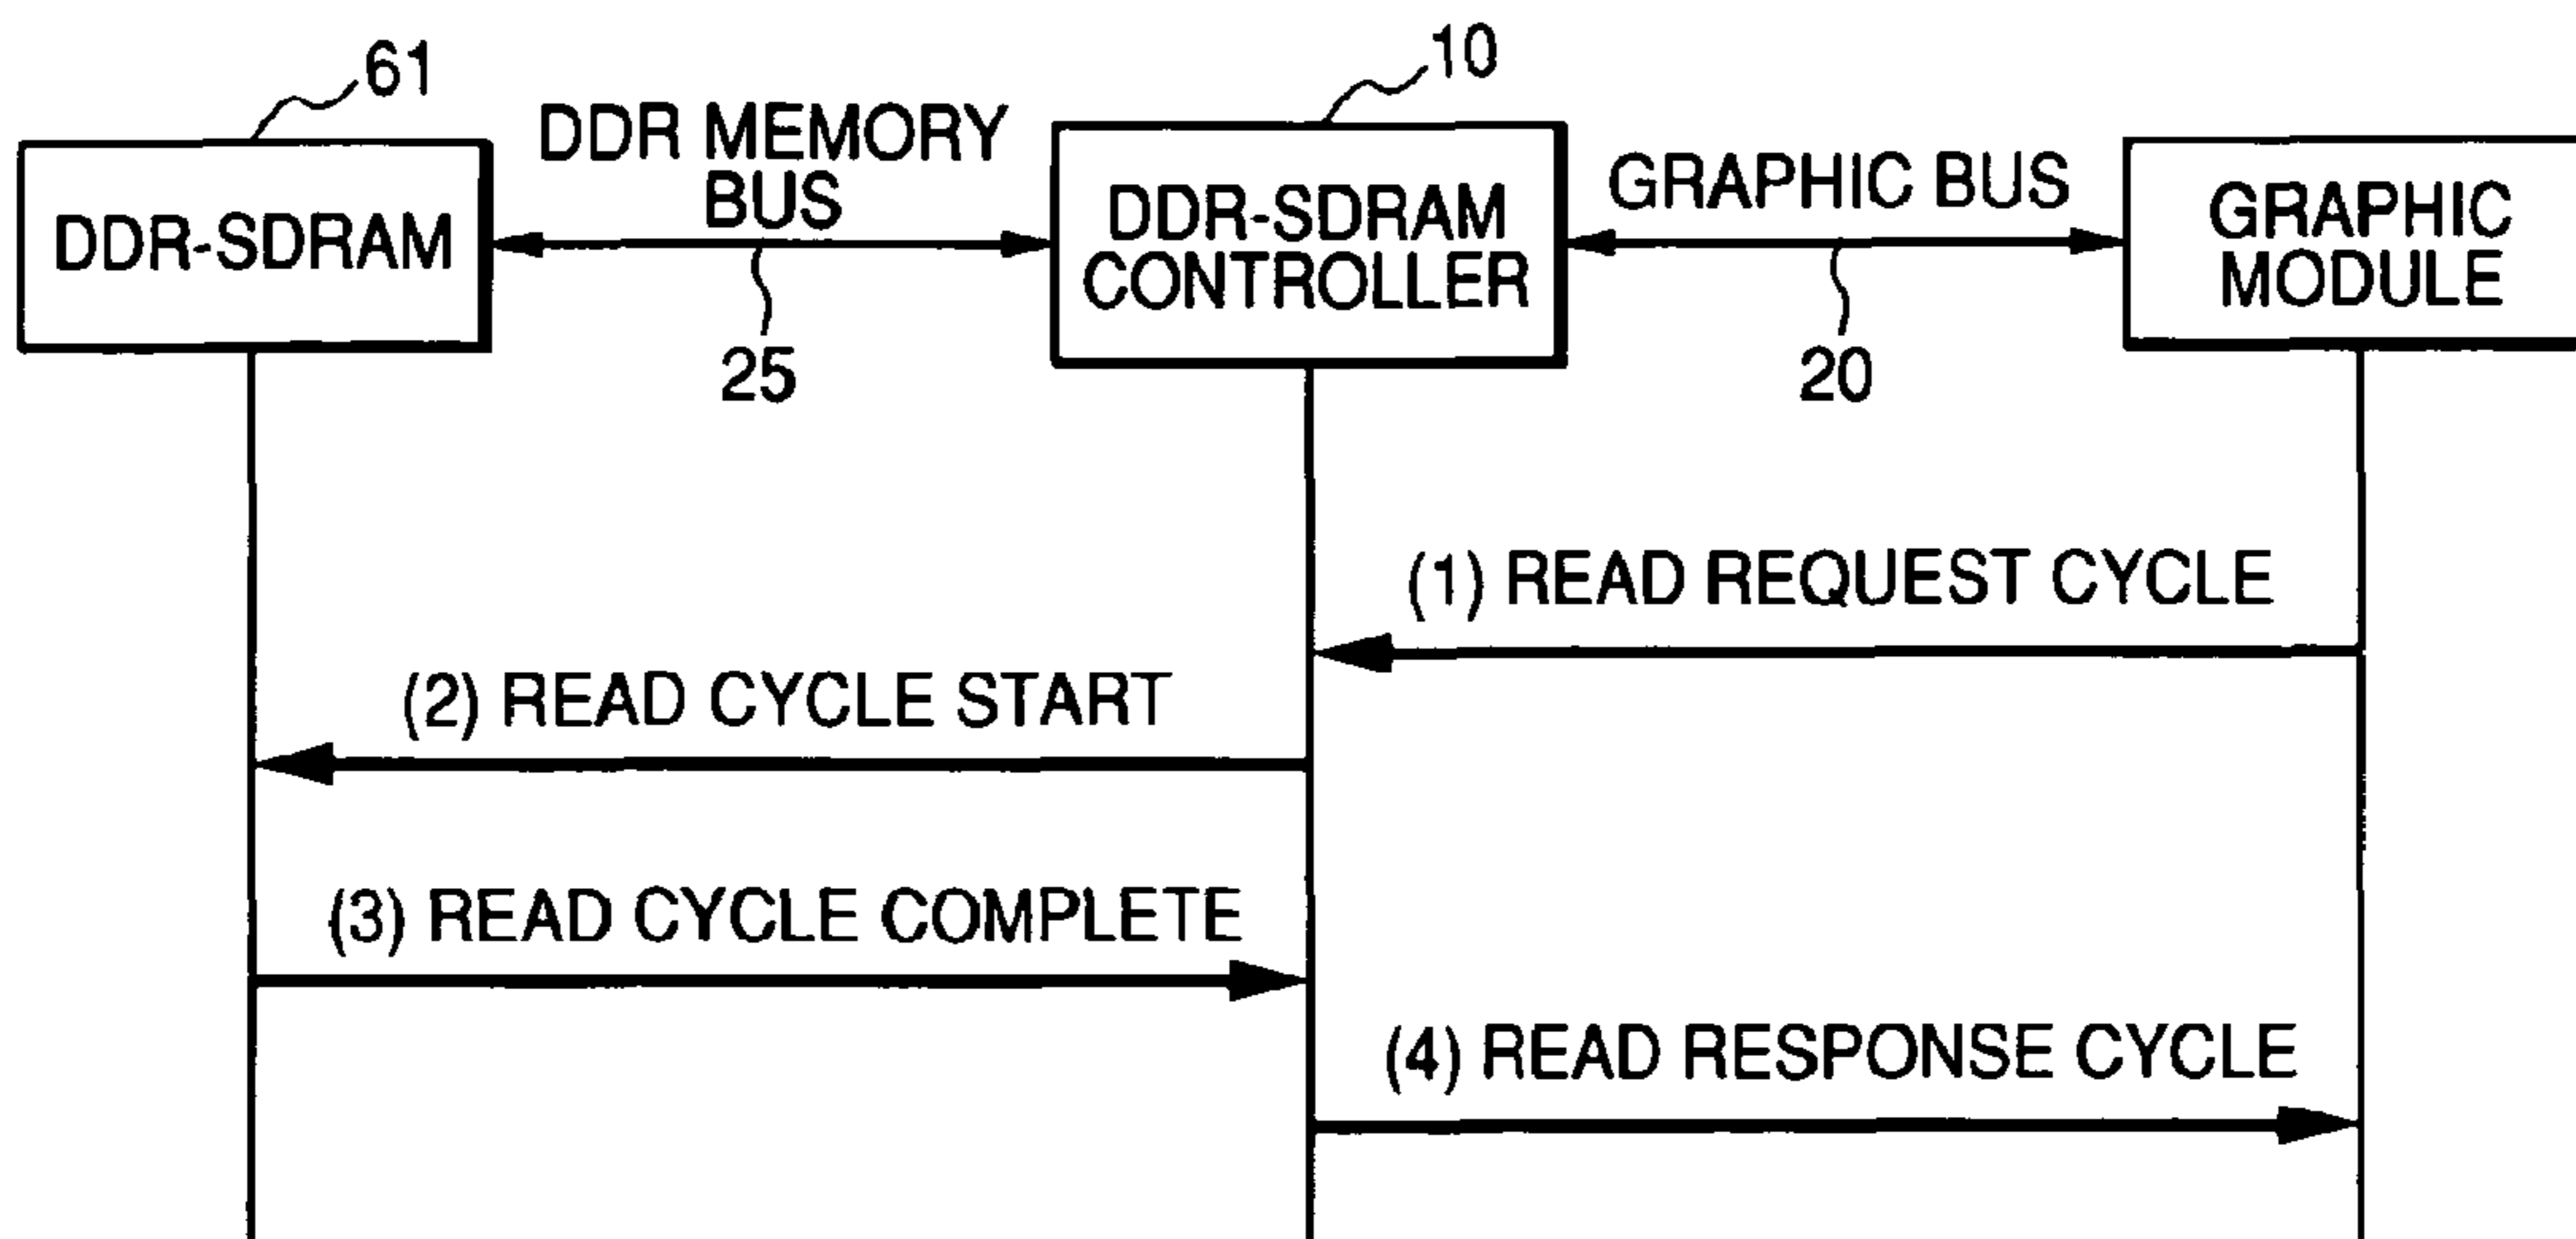 61
10
DDR MEMORY
BUS
GRAPHIC BUS
DDR-SDRAM
DDR-SDRAM
CONTROLLER
GRAPHIC
MODULE
25
20
(1) READ REQUEST CYCLE
(2) READ CYCLE START
(3) READ CYCLE COMPLETE
(4) READ RESPONSE CYCLE